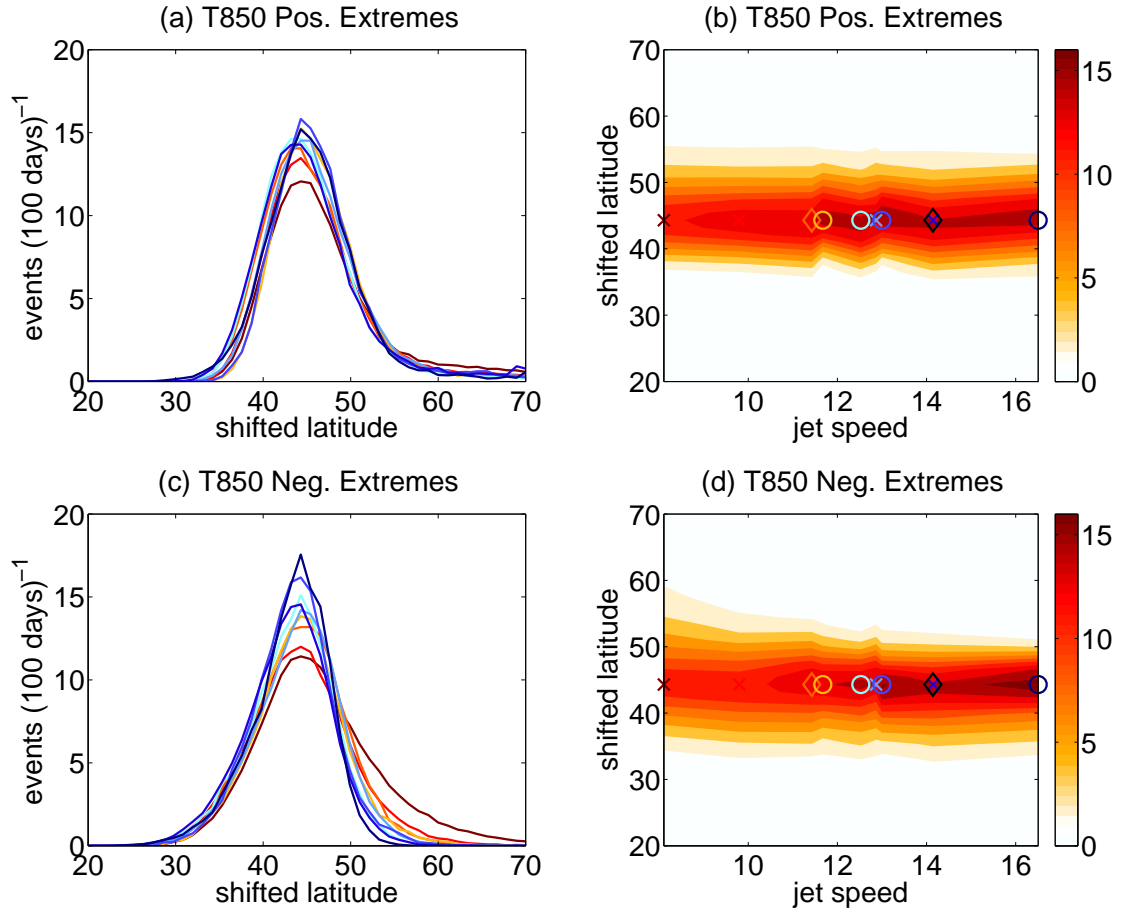 (a) T850 Pos. Extremes
events (100 days)⁻¹
20
15
10
5
0
20 30 40 50 60 70
shifted latitude
(b) T850 Pos. Extremes
shifted latitude
70
60
50
40
30
20
10 12 14 16
jet speed
15
10
5
0
(c) T850 Neg. Extremes
events (100 days)⁻¹
20
15
10
5
0
20 30 40 50 60 70
shifted latitude
(d) T850 Neg. Extremes
shifted latitude
70
60
50
40
30
20
10 12 14 16
jet speed
15
10
5
0